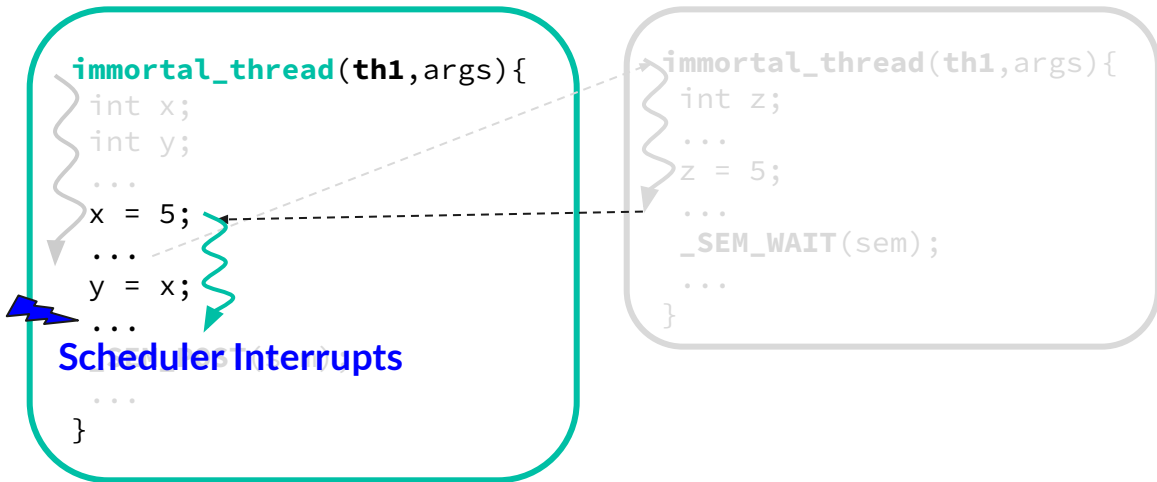 immortal_thread(th1,args){
int x;
int y;
...
x = 5;
...
y = x;
...
Scheduler Interrupts
...
}
immortal_thread(th1,args){
int z;
...
z = 5;
...
_SEM_WAIT(sem);
...
}